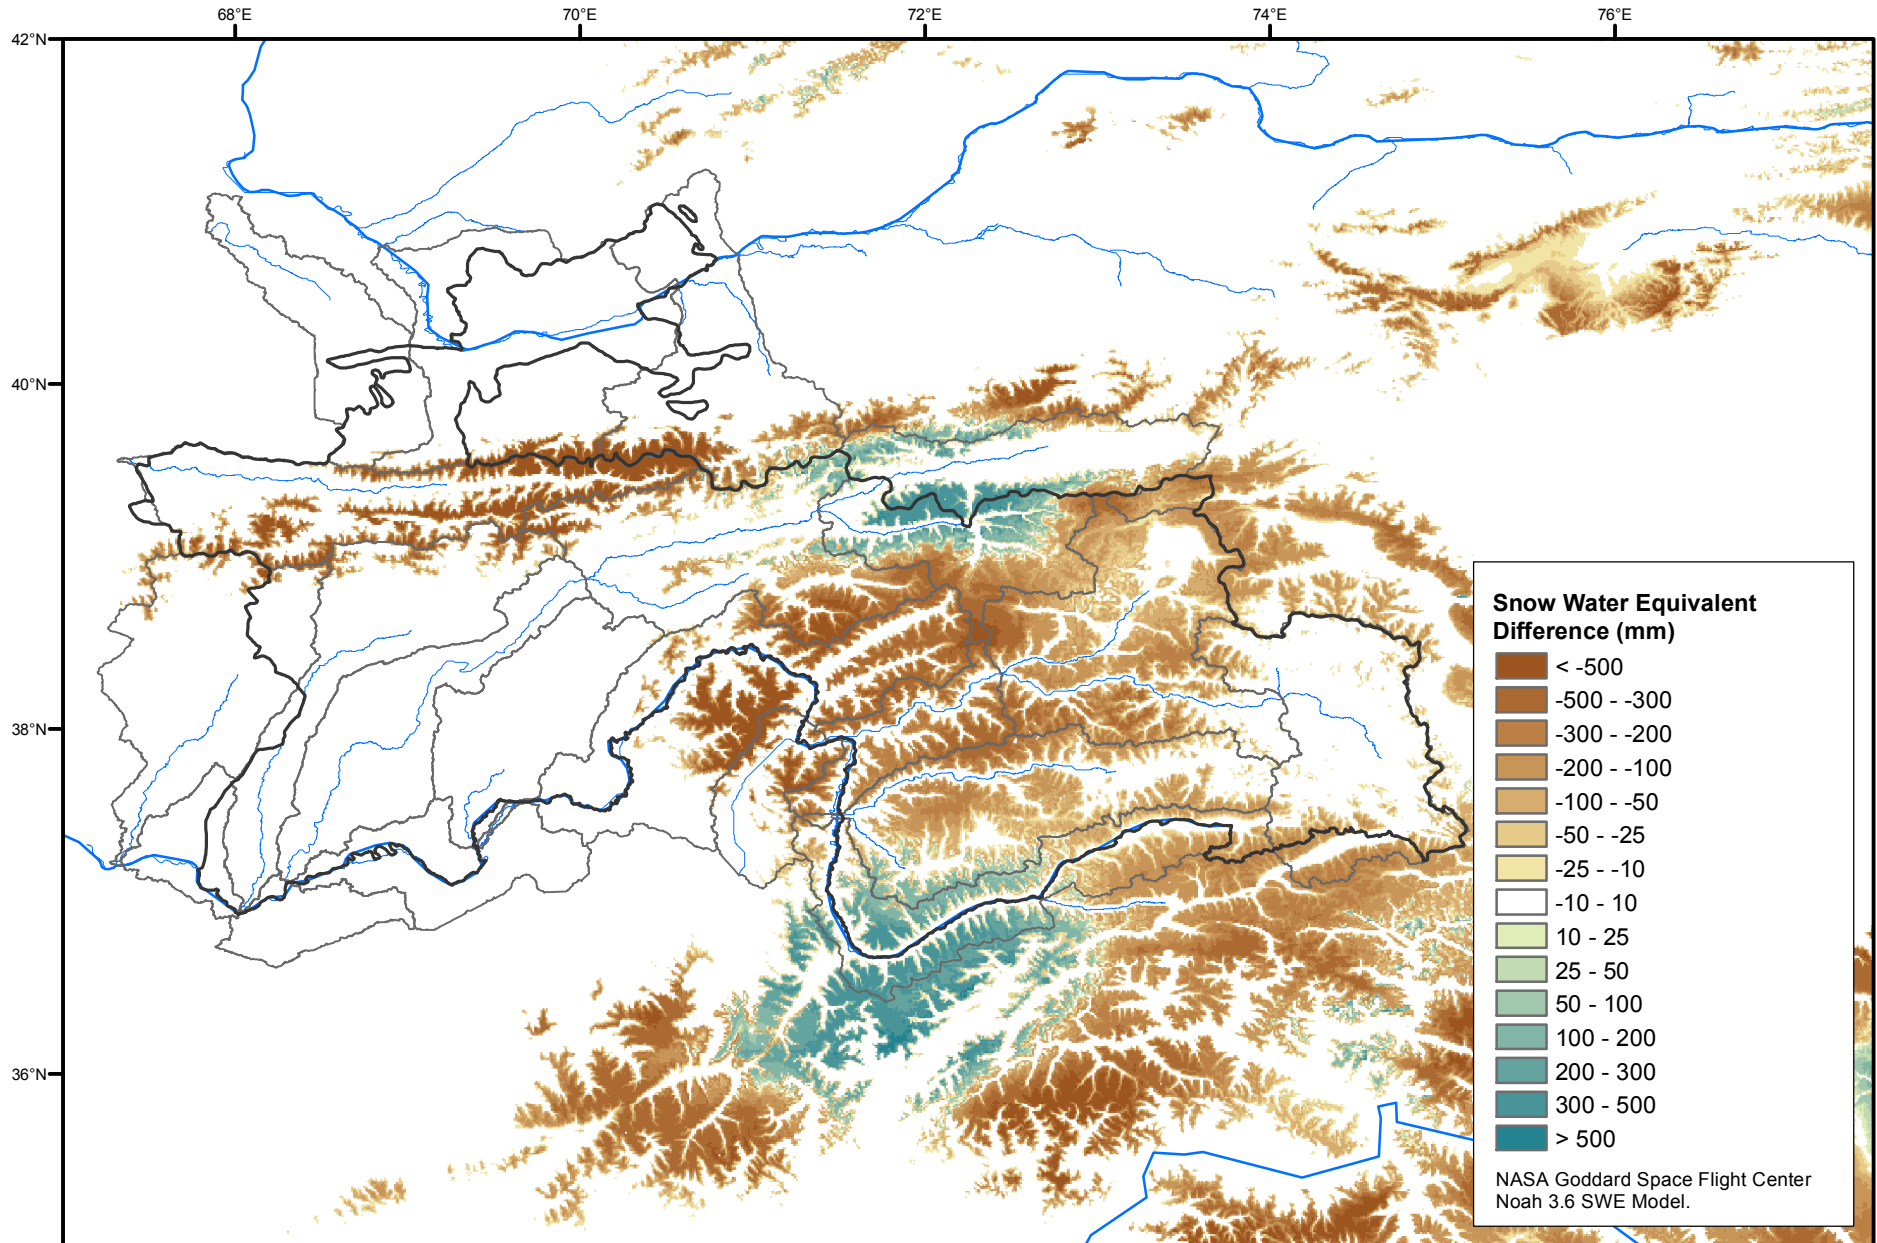 68°E
70°E
72°E
74°E
76°E
42°N
40°N
38°N
36°N
Snow Water Equivalent
Difference (mm)
< -500
-500 - -300
-300 - -200
-200 - -100
-100 - -50
-50 - -25
-25 - -10
-10 - 10
10 - 25
25 - 50
50 - 100
100 - 200
200 - 300
300 - 500
> 500
NASA Goddard Space Flight Center
Noah 3.6 SWE Model.